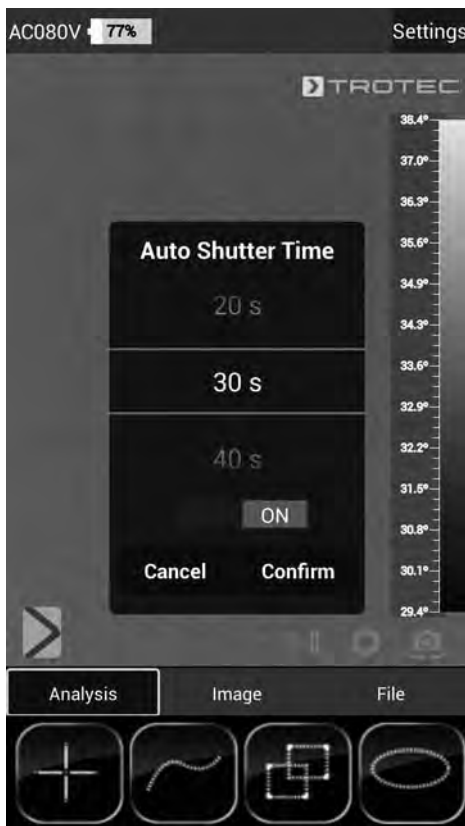 AC080V 77% Settings
TROTEC
38.4°
37.0°
36.3°
35.6°
34.9°
34.3°
33.6°
32.9°
32.2°
31.5°
30.8°
30.1°
29.4°
Auto Shutter Time
20 s
30 s
40 s
ON
Cancel Confirm
Analysis Image File